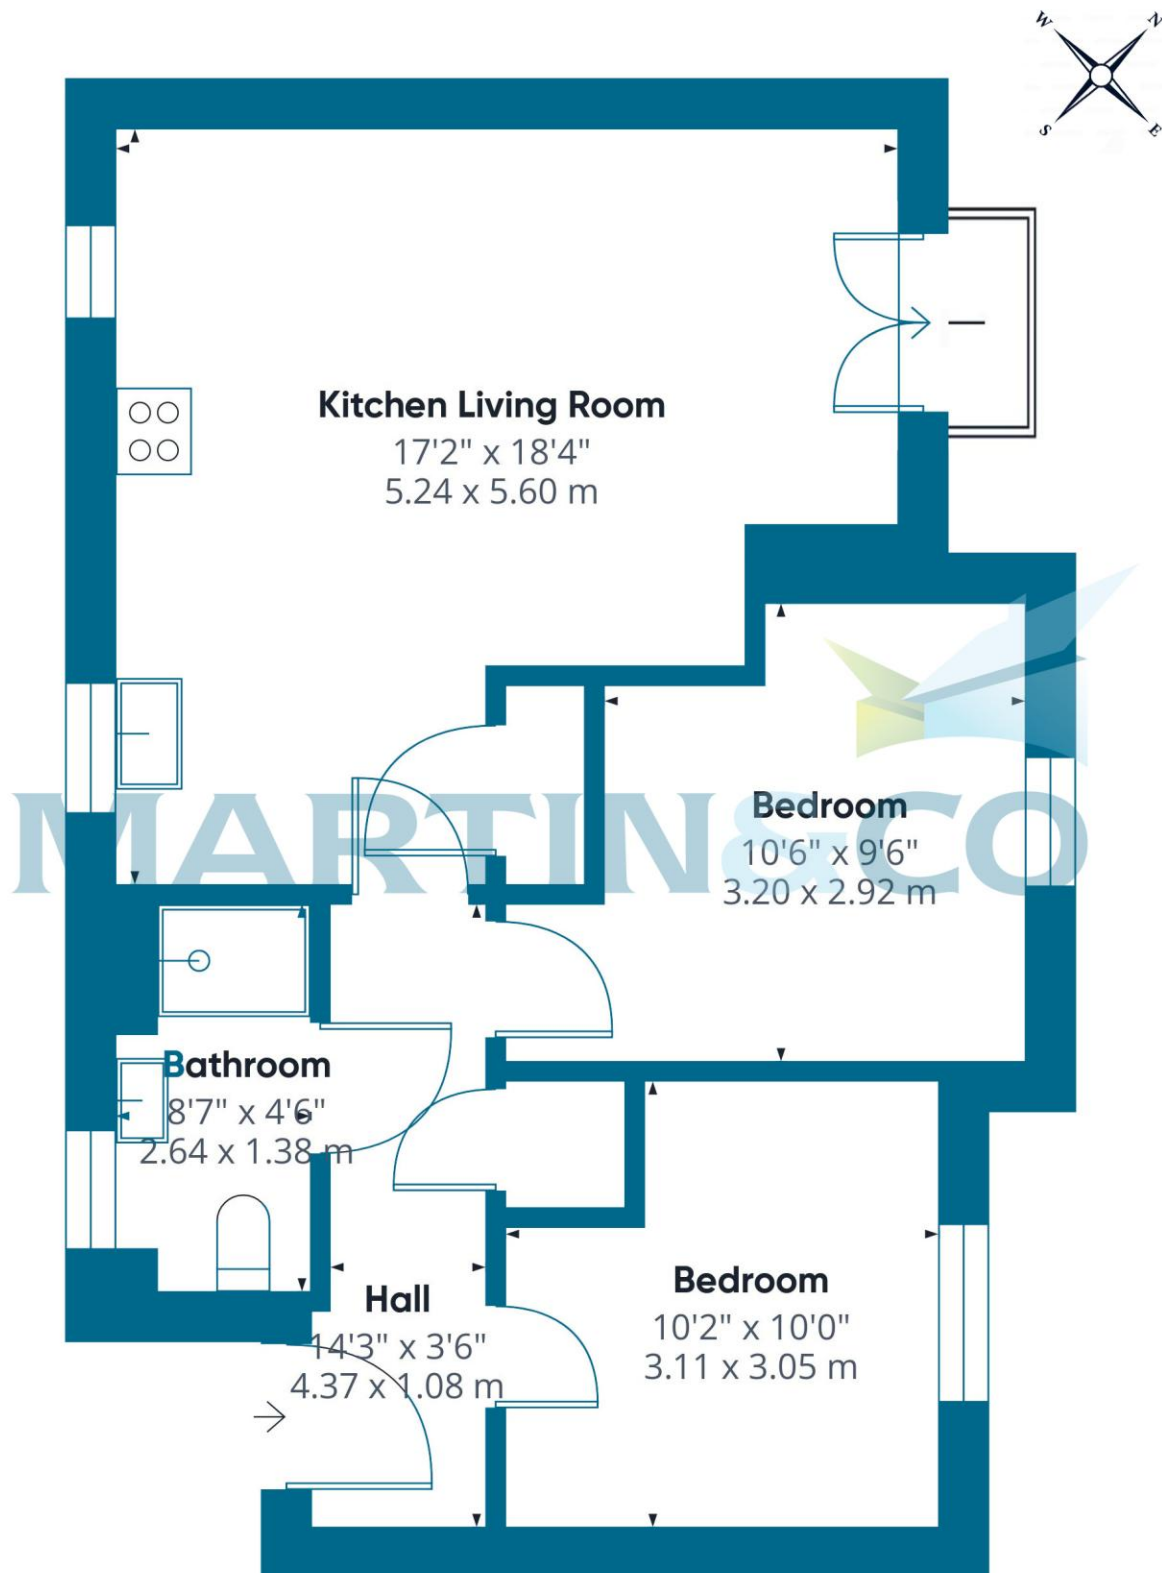 W
N
S
E
Kitchen Living Room
17'2" x 18'4"
5.24 x 5.60 m
MARTIN&CO
Bedroom
10'6" x 9'6"
3.20 x 2.92 m
Bathroom
8'7" x 4'6"
2.64 x 1.38 m
Hall
14'3" x 3'6"
4.37 x 1.08 m
Bedroom
10'2" x 10'0"
3.11 x 3.05 m